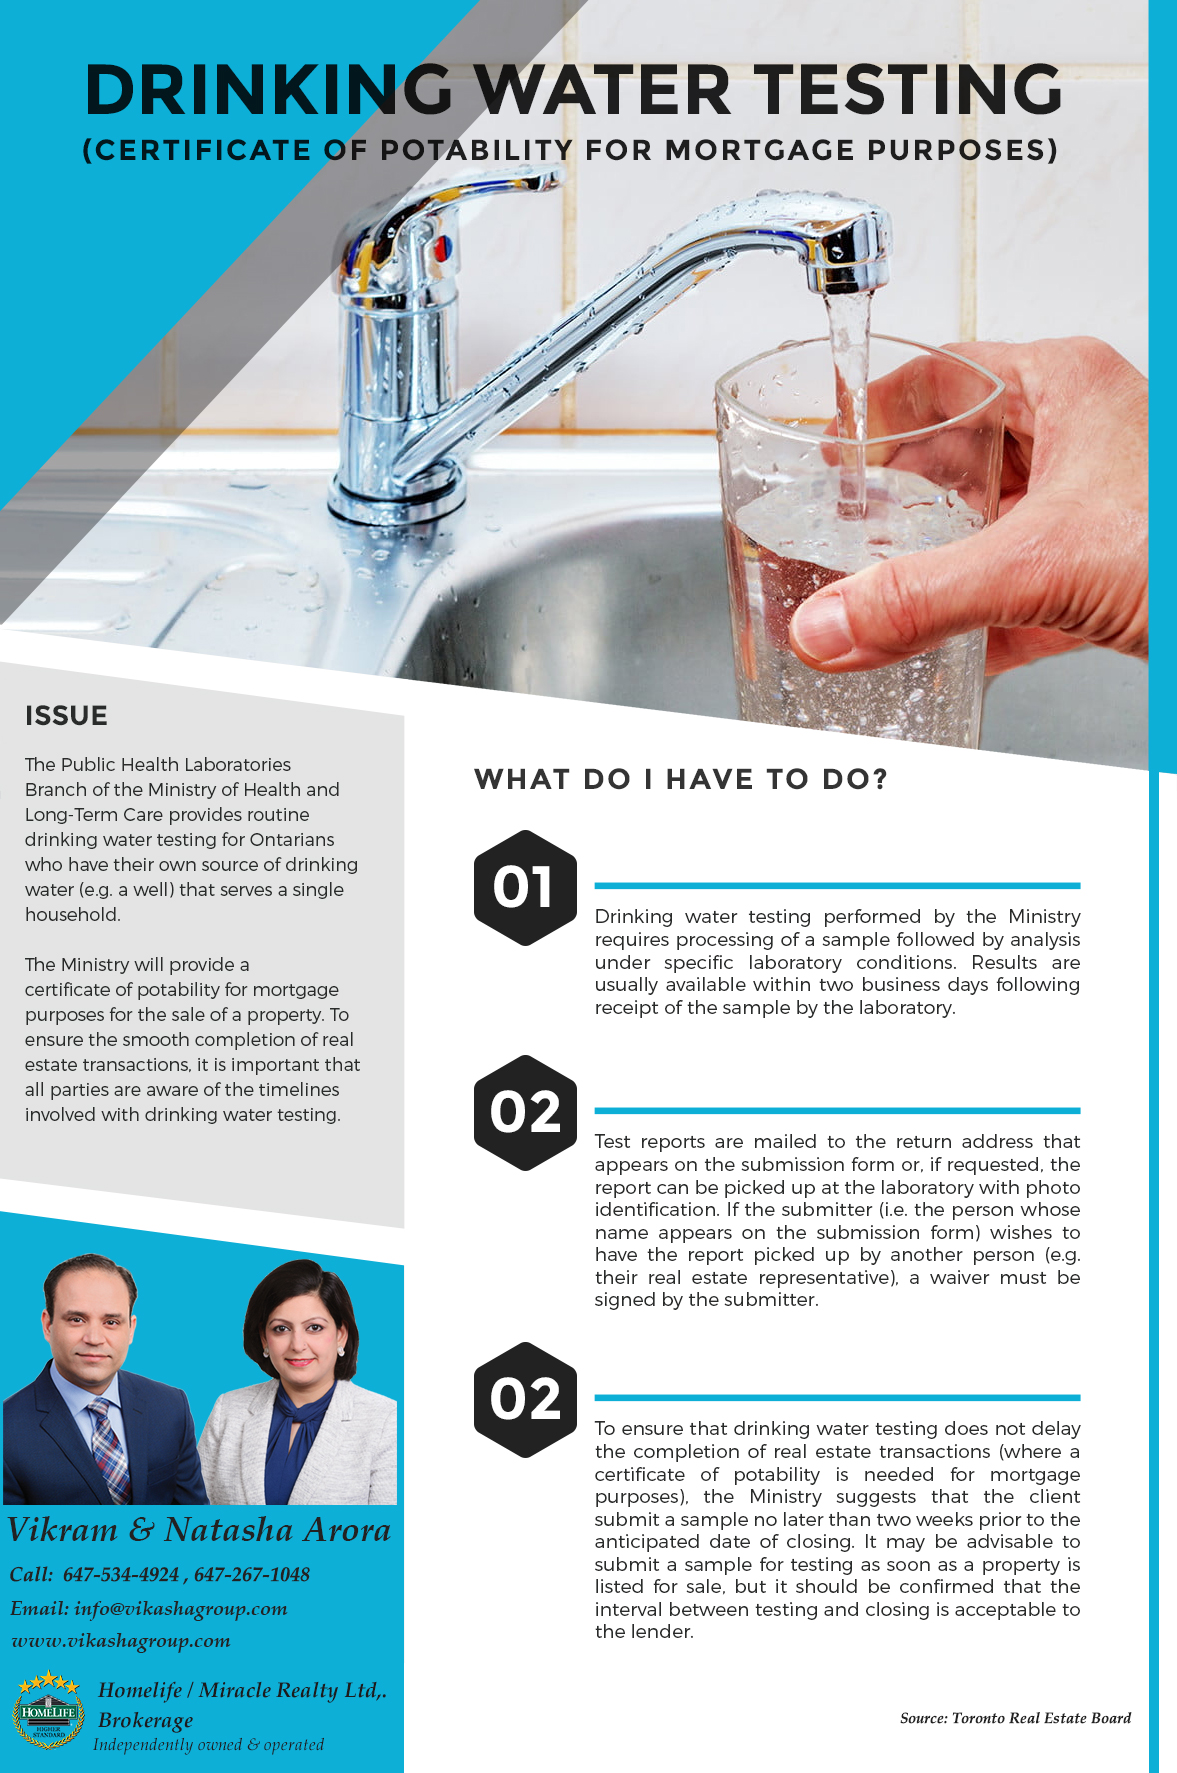 DRINKING WATER TESTING
(CERTIFICATE OF POTABILITY FOR MORTGAGE PURPOSES)
ISSUE
The Public Health Laboratories
Branch of the Ministry of Health and
Long-Term Care provides routine
drinking water testing for Ontarians
who have their own source of drinking
water (e.g. a well) that serves a single
household.
The Ministry will provide a
certificate of potability for mortgage
purposes for the sale of a property. To
ensure the smooth completion of real
estate transactions, it is important that
all parties are aware of the timelines
involved with drinking water testing.
WHAT DO I HAVE TO DO?
01
Drinking water testing performed by the Ministry
requires processing of a sample followed by analysis
under specific laboratory conditions. Results are
usually available within two business days following
receipt of the sample by the laboratory.
02
Test reports are mailed to the return address that
appears on the submission form or, if requested, the
report can be picked up at the laboratory with photo
identification. If the submitter (i.e. the person whose
name appears on the submission form) wishes to
have the report picked up by another person (e.g.
their real estate representative), a waiver must be
signed by the submitter.
02
To ensure that drinking water testing does not delay
the completion of real estate transactions (where a
certificate of potability is needed for mortgage
purposes), the Ministry suggests that the client
submit a sample no later than two weeks prior to the
anticipated date of closing. It may be advisable to
submit a sample for testing as soon as a property is
listed for sale, but it should be confirmed that the
interval between testing and closing is acceptable to
the lender.
Vikram & Natasha Arora
Call: 647-534-4924 , 647-267-1048
Email: info@vikashagroup.com
www.vikashagroup.com
HOMELIFE
HIGHER
STANDARDS
Homelife / Miracle Realty Ltd,.
Brokerage
Independently owned & operated
Source: Toronto Real Estate Board